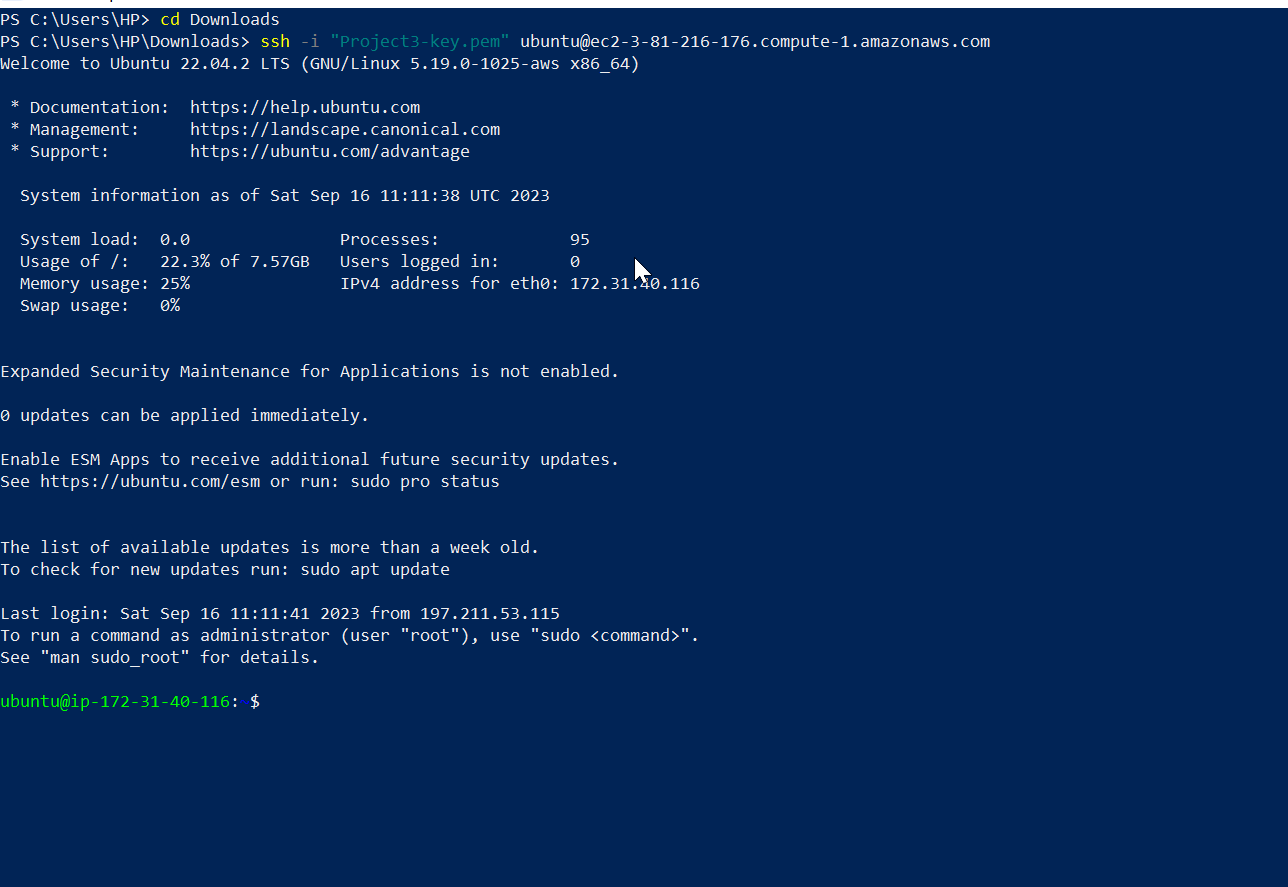 PS C:\Users\HP> cd Downloads
PS C:\Users\HP\Downloads> ssh -i "Project3-key.pem" ubuntu@ec2-3-81-216-176.compute-1.amazonaws.com
Welcome to Ubuntu 22.04.2 LTS (GNU/Linux 5.19.0-1025-aws x86_64)

 * Documentation:  https://help.ubuntu.com
 * Management:     https://landscape.canonical.com
 * Support:        https://ubuntu.com/advantage

  System information as of Sat Sep 16 11:11:38 UTC 2023

  System load:  0.0               Processes:             95
  Usage of /:   22.3% of 7.57GB   Users logged in:       0
  Memory usage: 25%               IPv4 address for eth0: 172.31.40.116
  Swap usage:   0%


Expanded Security Maintenance for Applications is not enabled.

0 updates can be applied immediately.

Enable ESM Apps to receive additional future security updates.
See https://ubuntu.com/esm or run: sudo pro status


The list of available updates is more than a week old.
To check for new updates run: sudo apt update

Last login: Sat Sep 16 11:11:41 2023 from 197.211.53.115
To run a command as administrator (user "root"), use "sudo <command>".
See "man sudo_root" for details.

ubuntu@ip-172-31-40-116:~$